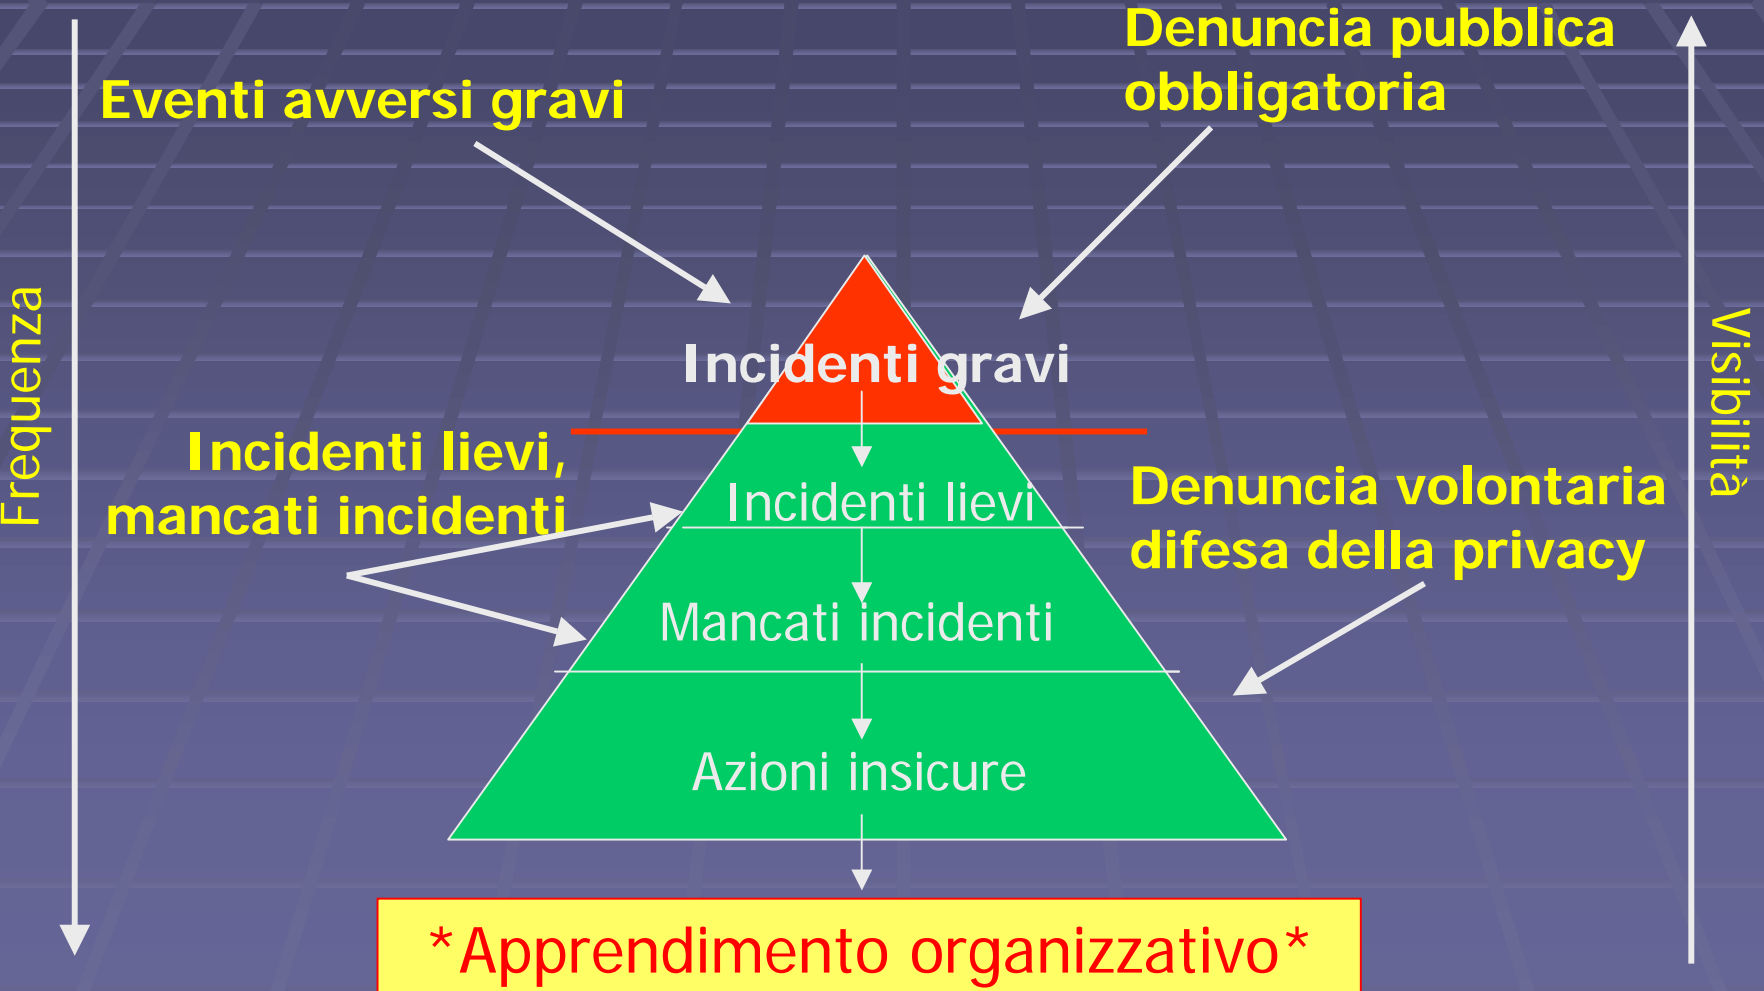 Denuncia pubblica
obbligatoria
Eventi avversi gravi
Frequenza
Visibilità
Incidenti gravi
Incidenti lievi,
mancati incidenti
Incidenti lievi
Denuncia volontaria
difesa della privacy
Mancati incidenti
Azioni insicure
*Apprendimento organizzativo*